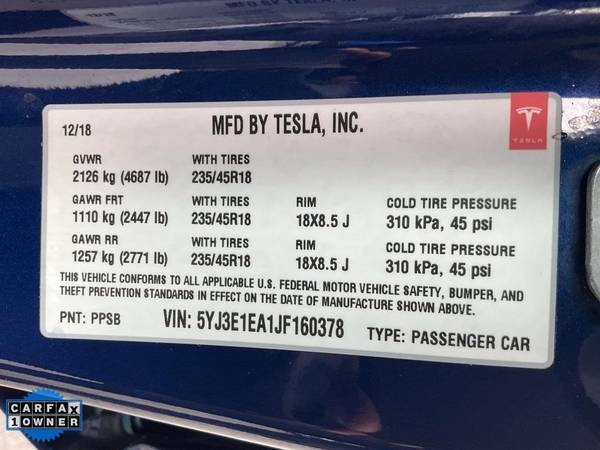 12/18 MFD BY TESLA, INC.
TESLA
GVWR WITH TIRES
2126 kg (4687 lb) 235/45R18
GAWR FRT WITH TIRES RIM COLD TIRE PRESSURE
1110 kg (2447 lb) 235/45R18 18X8.5 J 310 kPa, 45 psi
GAWR RR WITH TIRES RIM COLD TIRE PRESSURE
1257 kg (2771 lb) 235/45R18 18X8.5 J 310 kPa, 45 psi
THIS VEHICLE CONFORMS TO ALL APPLICABLE U.S. FEDERAL MOTOR VEHICLE SAFETY, BUMPER, AND
THEFT PREVENTION STANDARDS IN EFFECT ON THE DATE OF MANUFACTURE SHOWN ABOVE.
PNT: PPSB VIN: 5YJ3E1EA1JF160378 TYPE: PASSENGER CAR
CARFAX
1 OWNER